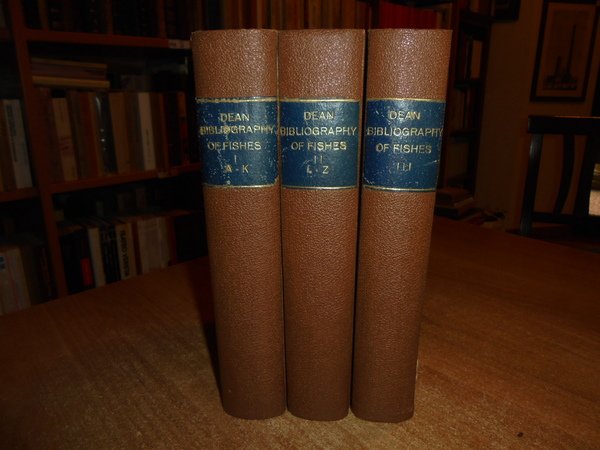 DEAN
BIBLIOGRAPHY
OF FISHES
I
A - K
DEAN
BIBLIOGRAPHY
OF FISHES
II
L - Z
DEAN
BIBLIOGRAPHY
OF FISHES
III